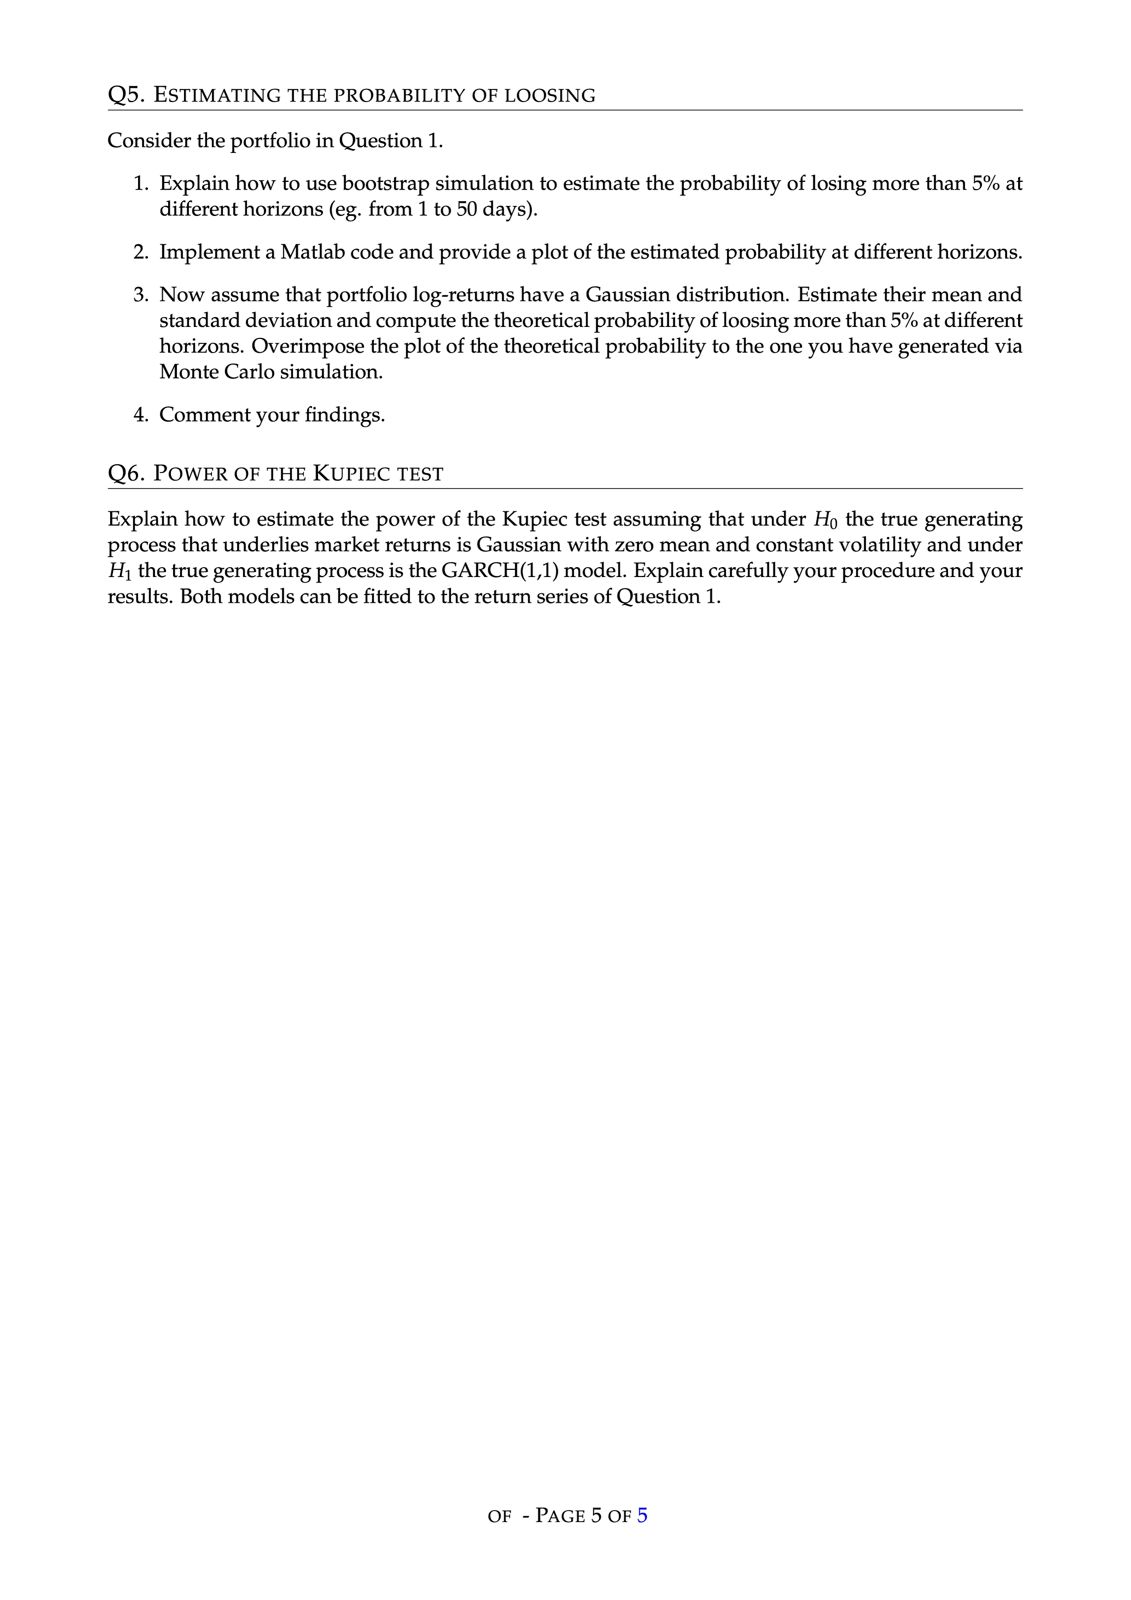 Q5. ESTIMATING THE PROBABILITY OF LOOSING
Consider the portfolio in Question 1.
1. Explain how to use bootstrap simulation to estimate the probability of losing more than 5% at
different horizons (eg. from 1 to 50 days).
2. Implement a Matlab code and provide a plot of the estimated probability at different horizons.
3. Now assume that portfolio log-returns have a Gaussian distribution. Estimate their mean and
standard deviation and compute the theoretical probability of loosing more than 5% at different
horizons. Overimpose the plot of the theoretical probability to the one you have generated via
Monte Carlo simulation.
4. Comment your findings.
Q6. POWER OF THE KUPIEC TEST
Explain how to estimate the power of the Kupiec test assuming that under H₀ the true generating
process that underlies market returns is Gaussian with zero mean and constant volatility and under
H₁ the true generating process is the GARCH(1,1) model. Explain carefully your procedure and your
results. Both models can be fitted to the return series of Question 1.
OF - PAGE 5 OF 5